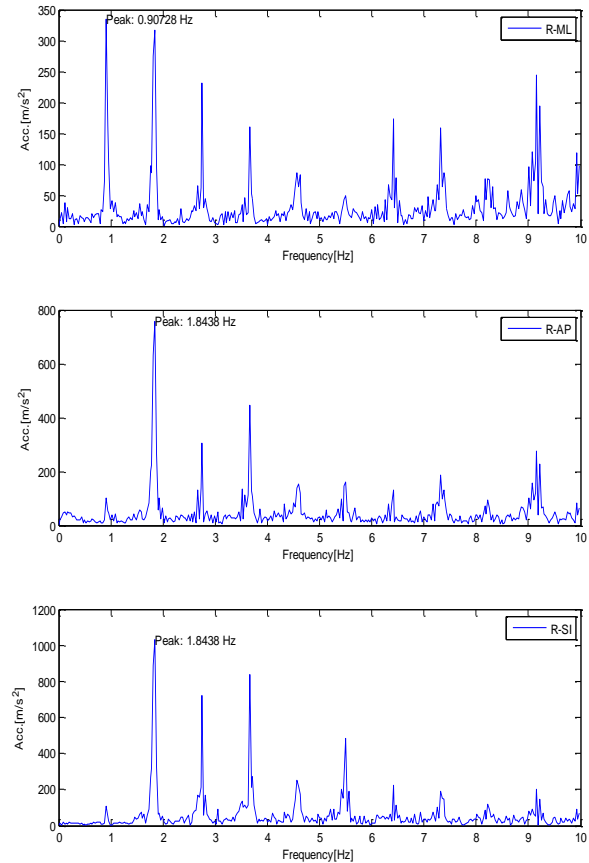 350
300
250
200
150
100
50
0
Acc.[m/s²]
Peak: 0.90728 Hz
R-ML
0 1 2 3 4 5 6 7 8 9 10
Frequency[Hz]
800
600
400
200
0
Acc.[m/s²]
Peak: 1.8438 Hz
R-AP
0 1 2 3 4 5 6 7 8 9 10
Frequency[Hz]
1200
1000
800
600
400
200
0
Acc.[m/s²]
Peak: 1.8438 Hz
R-SI
0 1 2 3 4 5 6 7 8 9 10
Frequency[Hz]